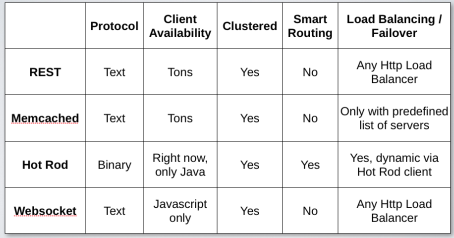 Protocol Client Availability Clustered Smart Routing Load Balancing / Failover
REST Text Tons Yes No Any Http Load Balancer
Memcached Text Tons Yes No Only with predefined list of servers
Hot Rod Binary Right now, only Java Yes Yes Yes, dynamic via Hot Rod client
Websocket Text Javascript only Yes No Any Http Load Balancer